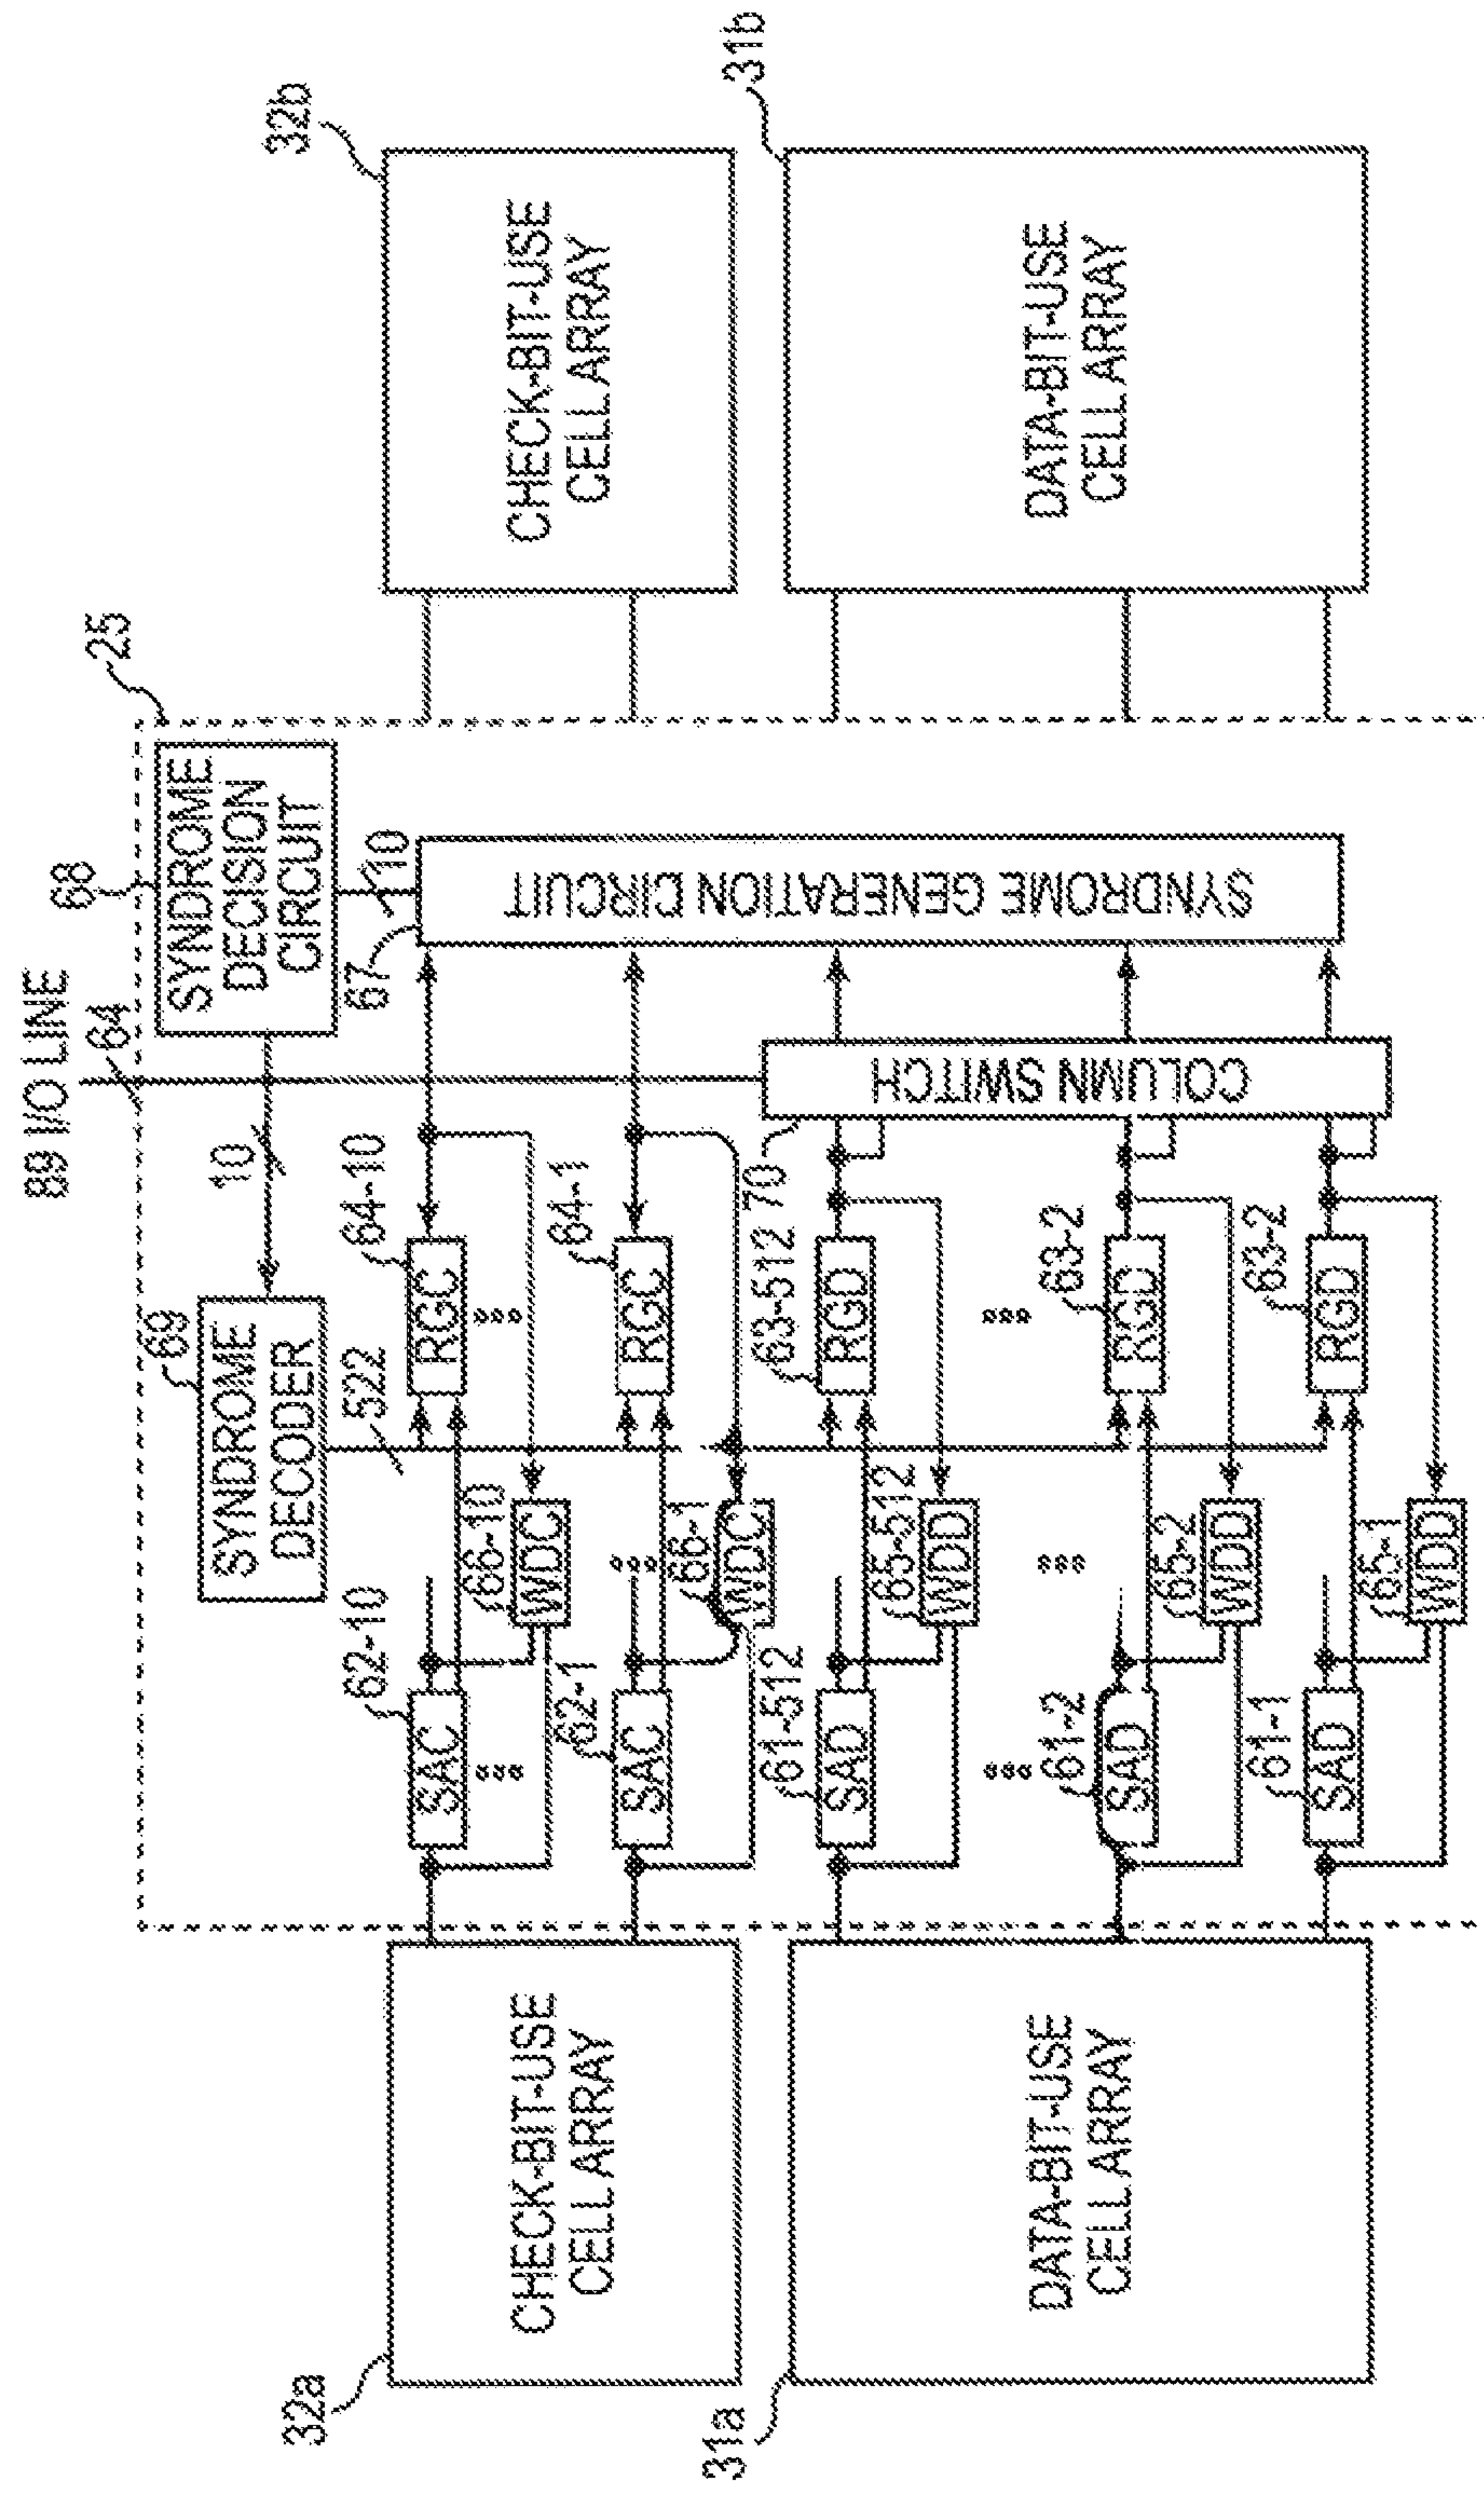 89 I/O LINE
64
68
25
SYNDROME
DECISION
CIRCUIT
69
SYNDROME
DECODER
10
67
10
SYNDROME GENERATION CIRCUIT
32a
CHECK-BIT-USE
CELL ARRAY
32b
CHECK-BIT-USE
CELL ARRAY
522
62-10
SAC
64-10
RGC
66-10
WDC
62-1
SAC
64-1
RGC
66-1
WDC
70
COLUMN SWITCH
31a
DATA-BIT-USE
CELL ARRAY
31b
DATA-BIT-USE
CELL ARRAY
61-512
SAD
63-512
RGD
65-512
WDD
61-2
SAD
63-2
RGD
65-2
WDD
61-1
SAD
63-2
RGD
65-1
WDD